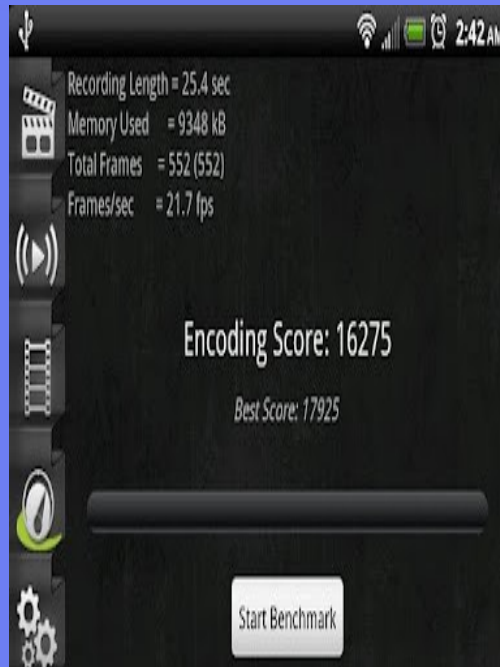 2:42 AM
Recording Length = 25.4 sec
Memory Used = 9348 kB
Total Frames = 552 (552)
Frames/sec = 21.7 fps
Encoding Score: 16275
Best Score: 17925
Start Benchmark